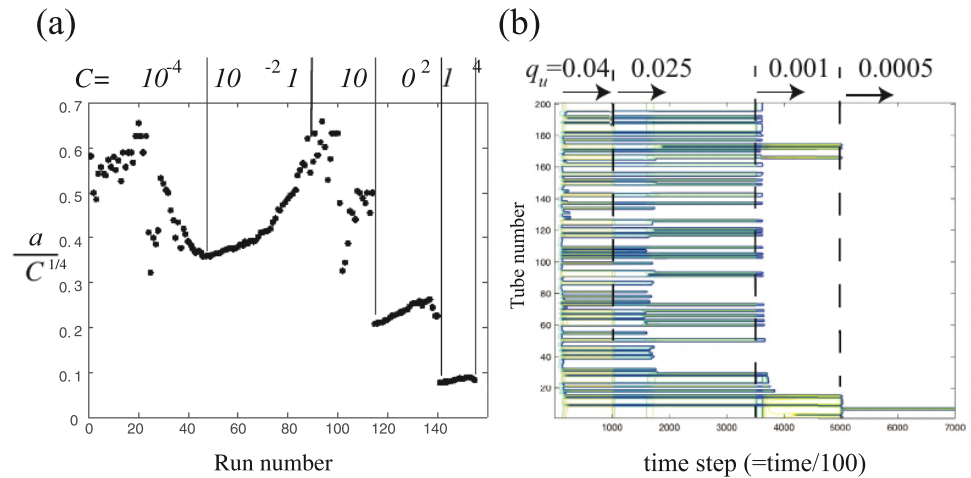 (a)
C= 10⁻⁴ 10 ⁻² 1 10 0² 1 ⁴
0.7
0.6
0.5
0.4
0.3
0.2
0.1
0
a
C^1/4
0 20 40 60 80 100 120 140
Run number
(b)
qᵤ=0.04 0.025 0.001 0.0005
200
180
160
140
120
100
80
60
40
20
Tube number
1000 2000 3000 4000 5000 6000 7000
time step (=time/100)